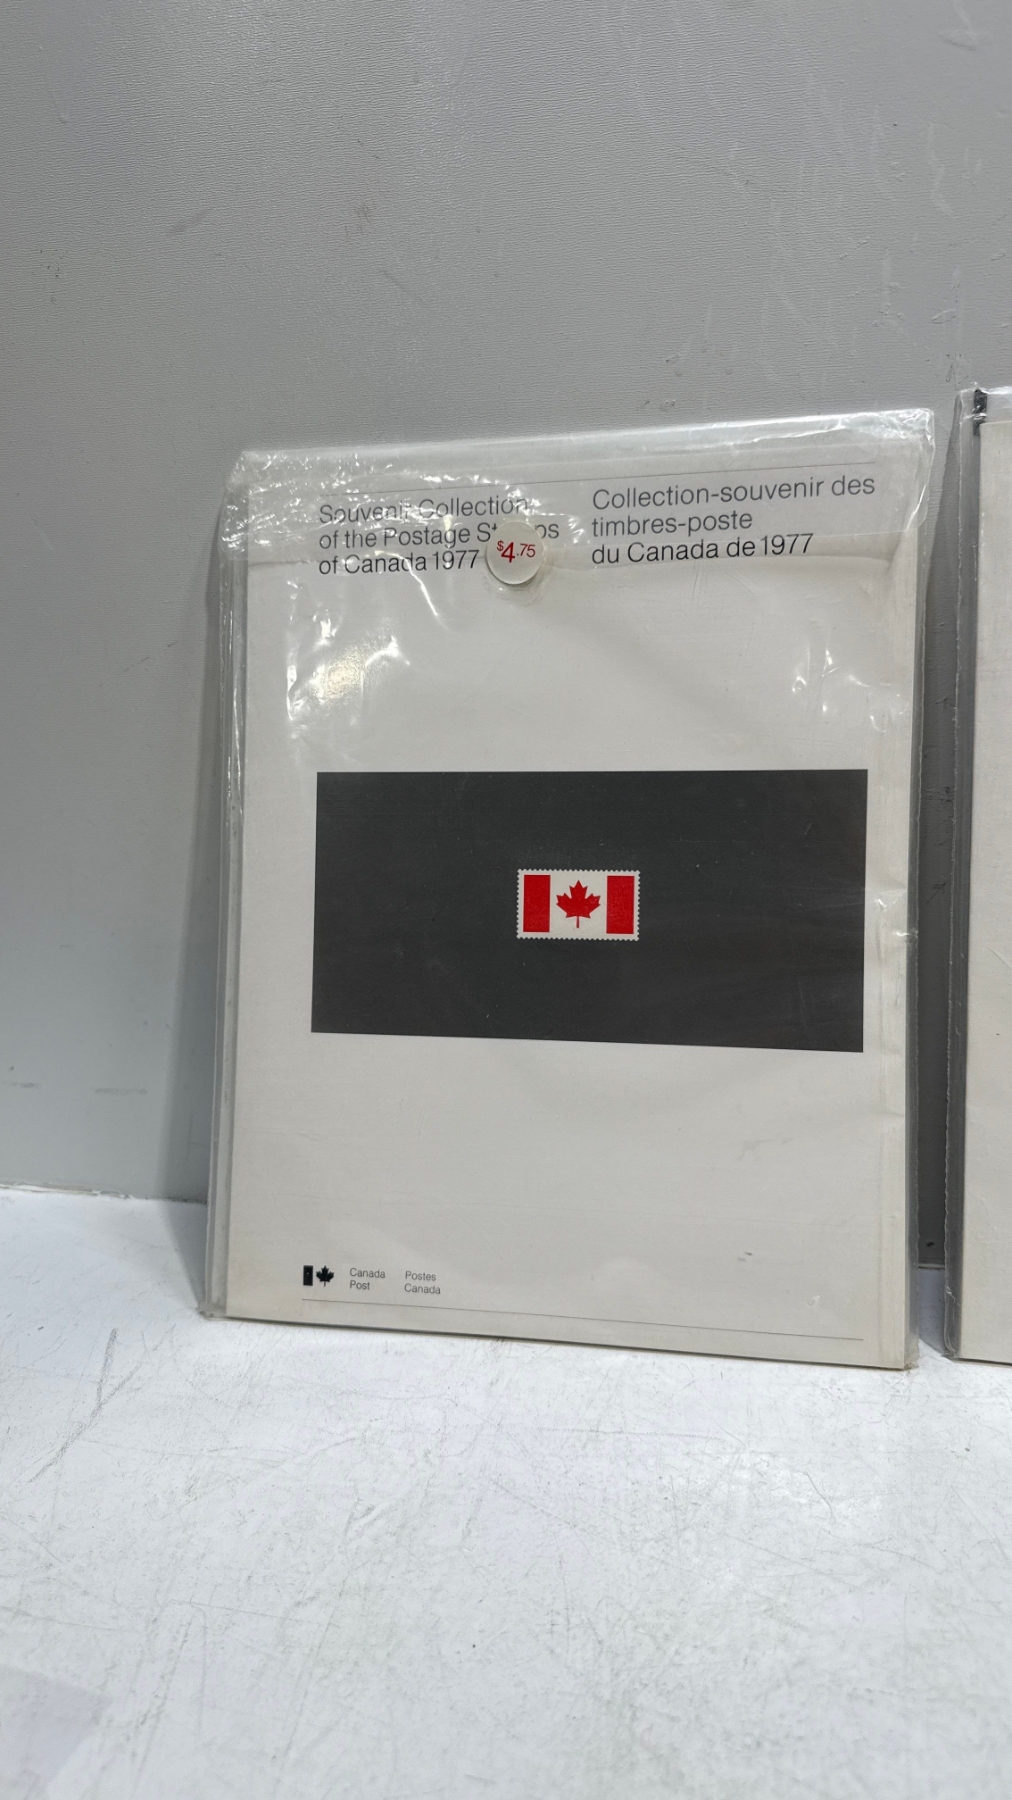 Souvenir Collection
of the Postage
of Canada 1977
$4.75
Collection-souvenir des
timbres-poste
du Canada de 1977
Canada
Post
Postes
Canada